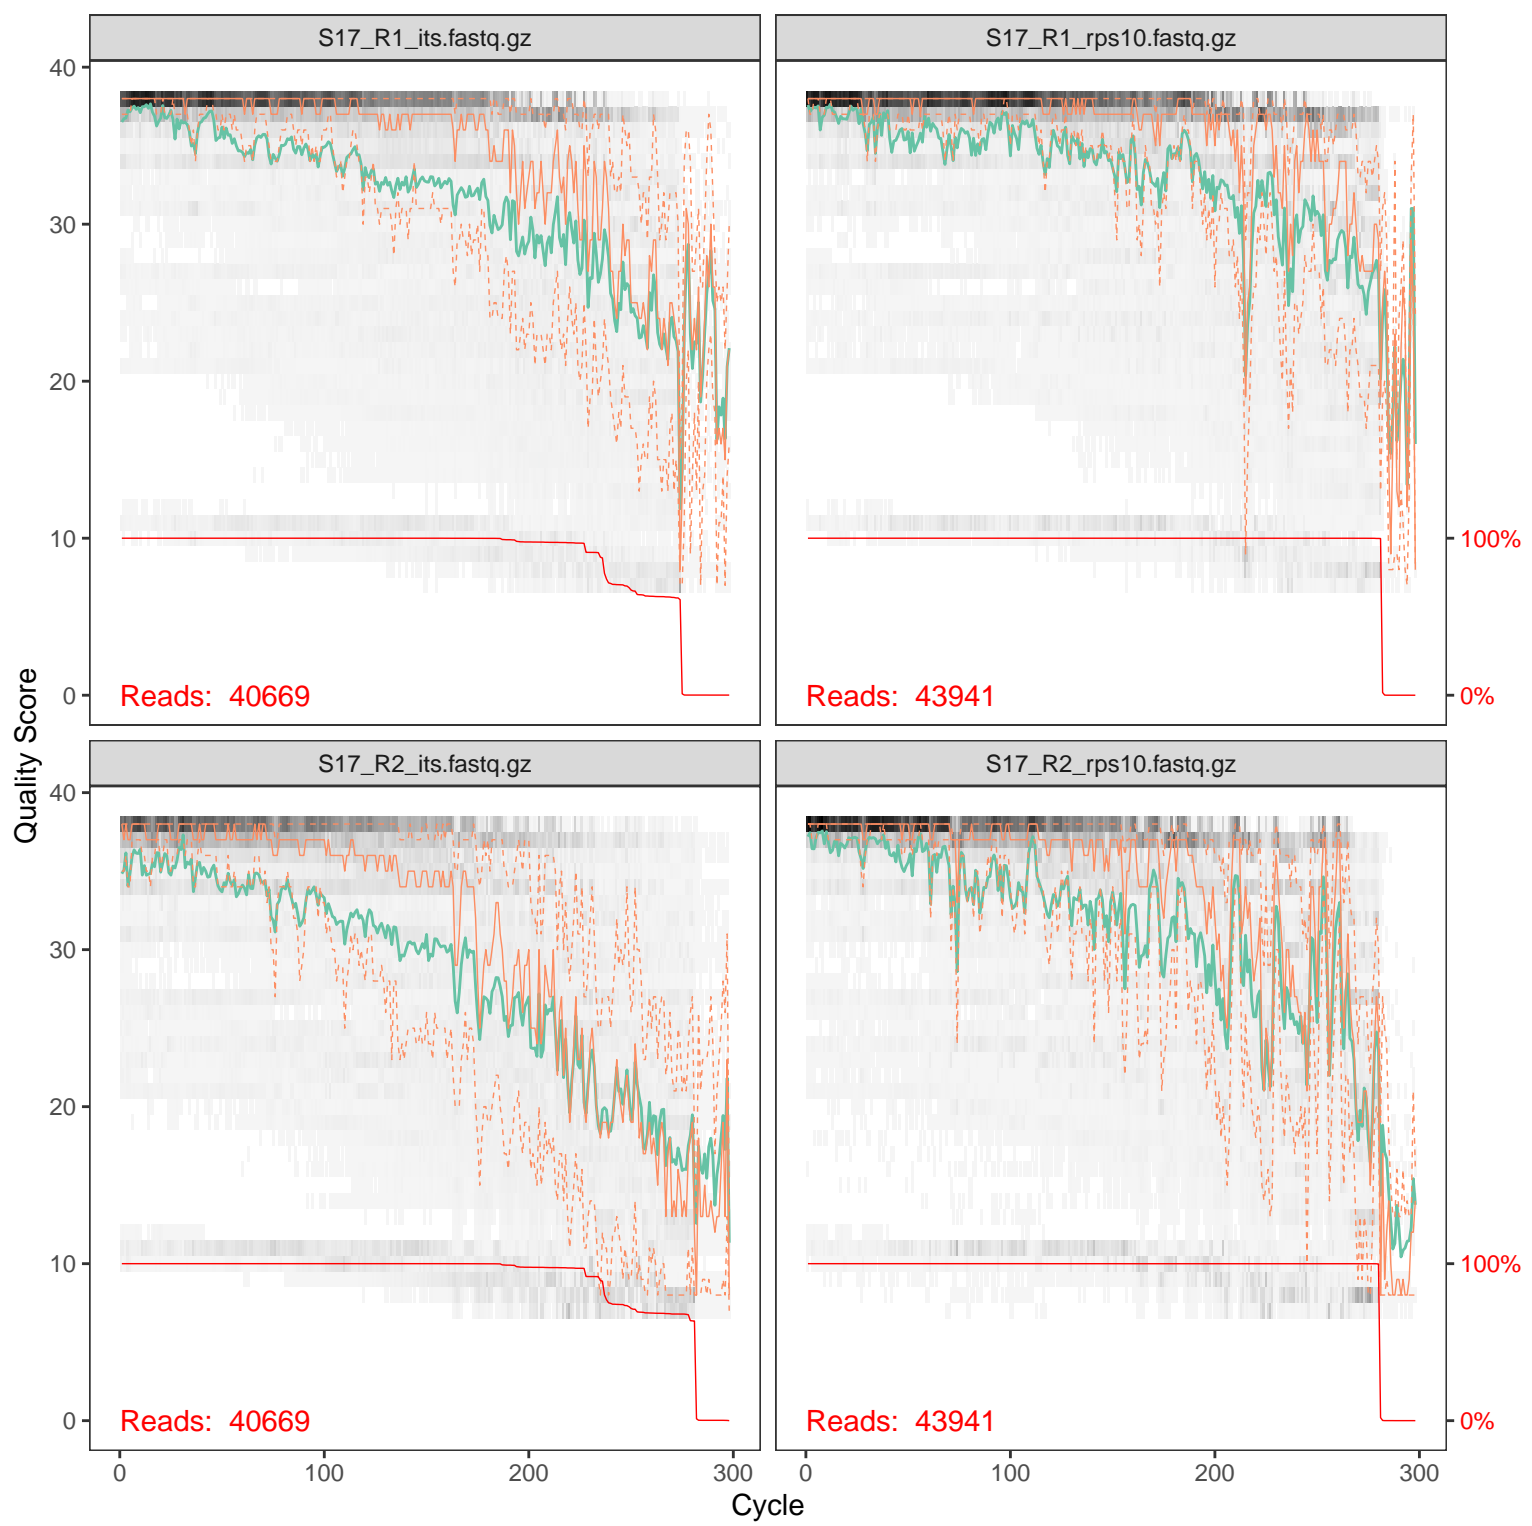 S17_R1_its.fastq.gz
S17_R1_rps10.fastq.gz
40
30
20
10
0
100%
0%
Reads: 40669
Reads: 43941
Quality Score
S17_R2_its.fastq.gz
S17_R2_rps10.fastq.gz
40
30
20
10
0
100%
0%
Reads: 40669
Reads: 43941
0 100 200 300
0 100 200 300
Cycle